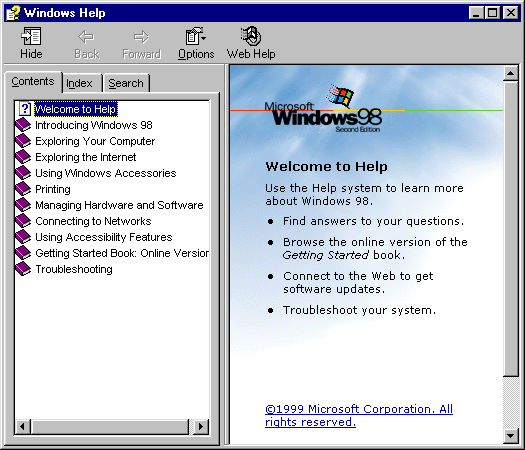 Windows Help
Hide Back Forward Options Web Help
Contents Index Search
Welcome to Help
Introducing Windows 98
Exploring Your Computer
Exploring the Internet
Using Windows Accessories
Printing
Managing Hardware and Software
Connecting to Networks
Using Accessibility Features
Getting Started Book: Online Version
Troubleshooting
Microsoft
Windows98
Second Edition
Welcome to Help
Use the Help system to learn more
about Windows 98.
• Find answers to your questions.
• Browse the online version of the
Getting Started book.
• Connect to the Web to get
software updates.
• Troubleshoot your system.
©1999 Microsoft Corporation. All
rights reserved.